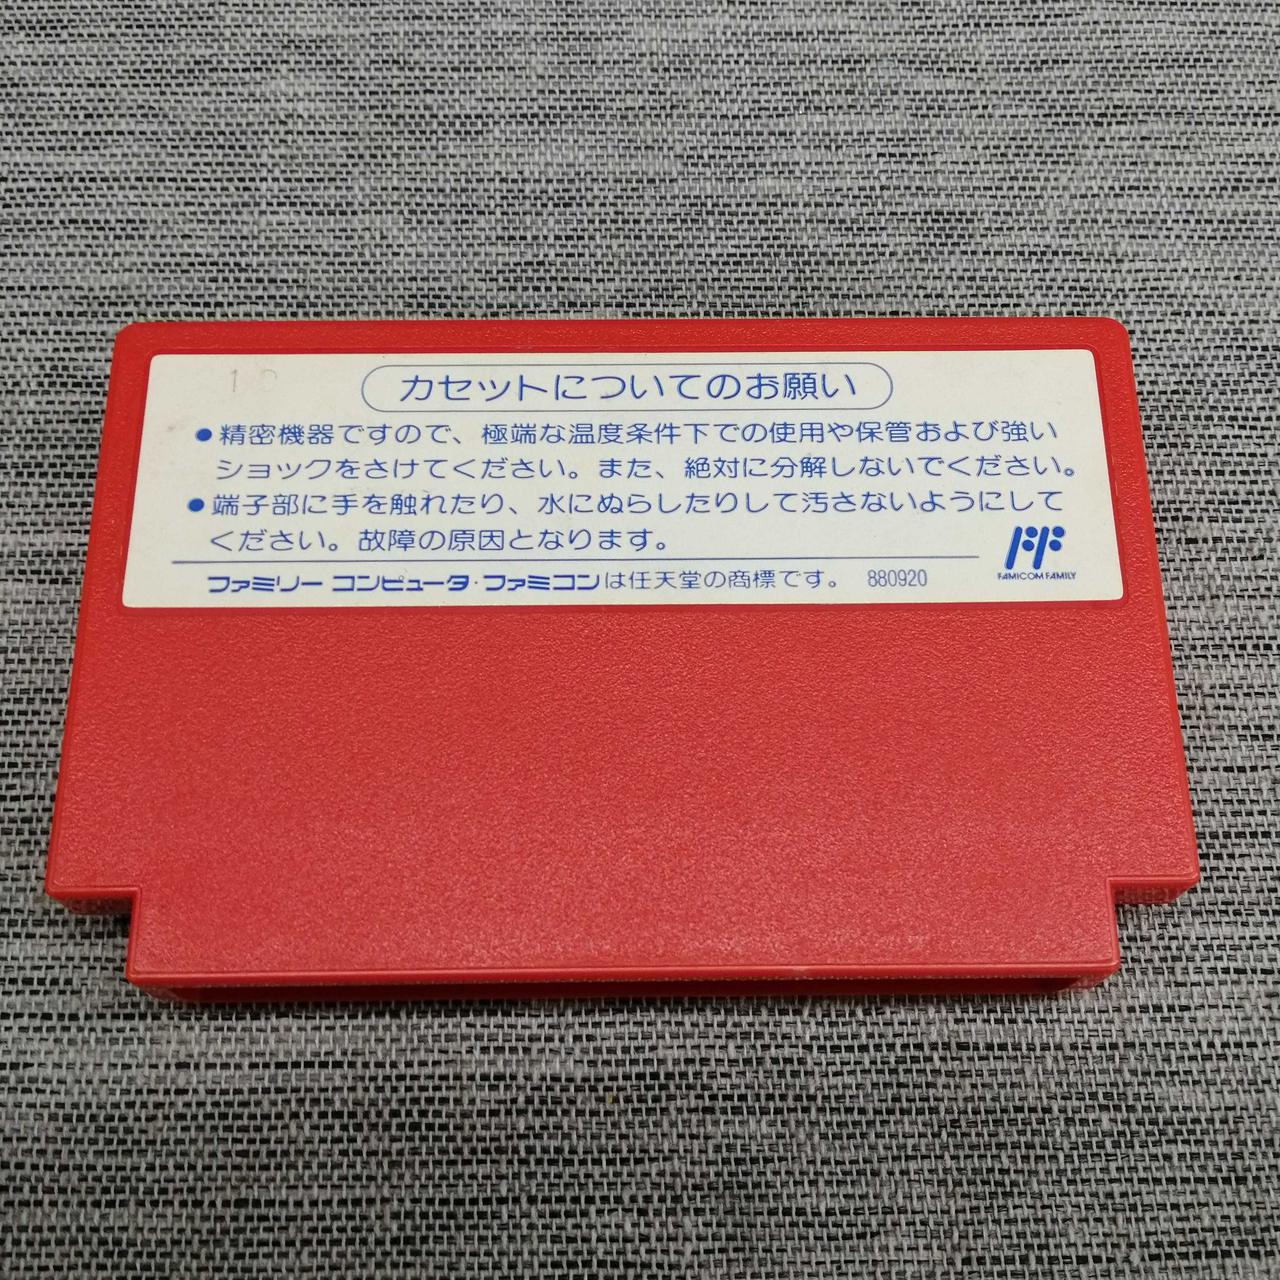 カセットについてのお願い
●精密機器ですので、極端な温度条件下での使用や保管および強い
ショックをさけてください。また、絶対に分解しないでください。
●端子部に手を触れたり、水にぬらしたりして汚さないようにして
ください。故障の原因となります。
FAMICOM FAMILY
ファミリー コンピュータ・ファミコンは任天堂の商標です。 880920